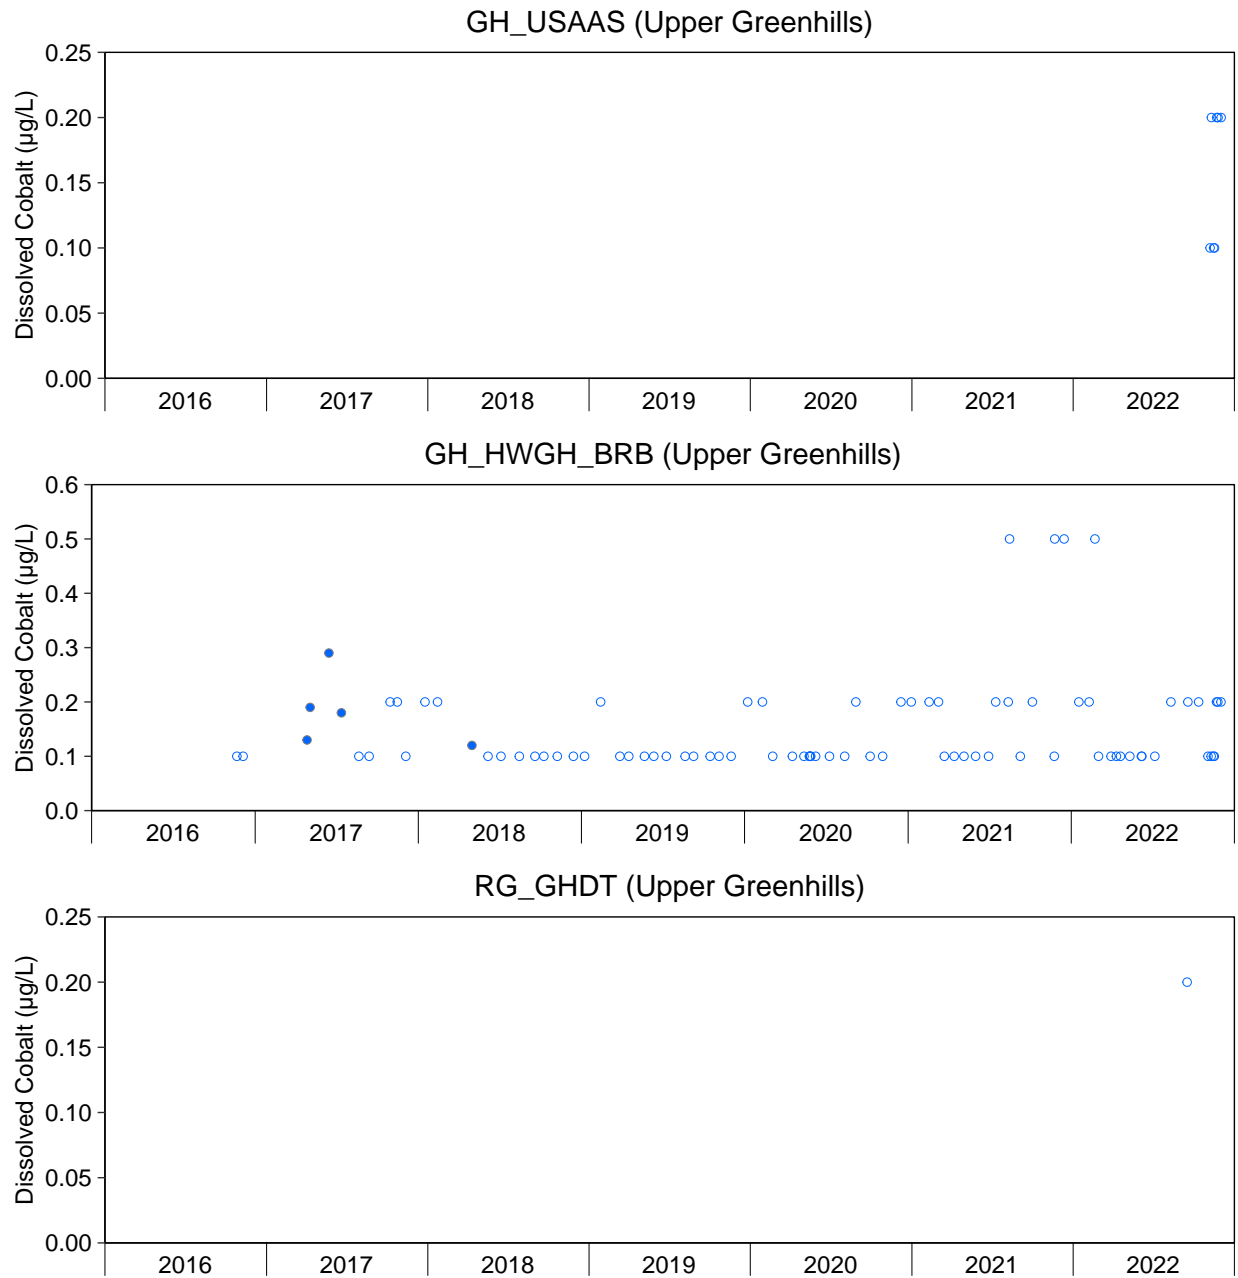 GH_USAAS (Upper Greenhills)
Dissolved Cobalt (µg/L)
0.25
0.20
0.15
0.10
0.05
0.00
2016 2017 2018 2019 2020 2021 2022
GH_HWGH_BRB (Upper Greenhills)
Dissolved Cobalt (µg/L)
0.6
0.5
0.4
0.3
0.2
0.1
0.0
2016 2017 2018 2019 2020 2021 2022
RG_GHDT (Upper Greenhills)
Dissolved Cobalt (µg/L)
0.25
0.20
0.15
0.10
0.05
0.00
2016 2017 2018 2019 2020 2021 2022